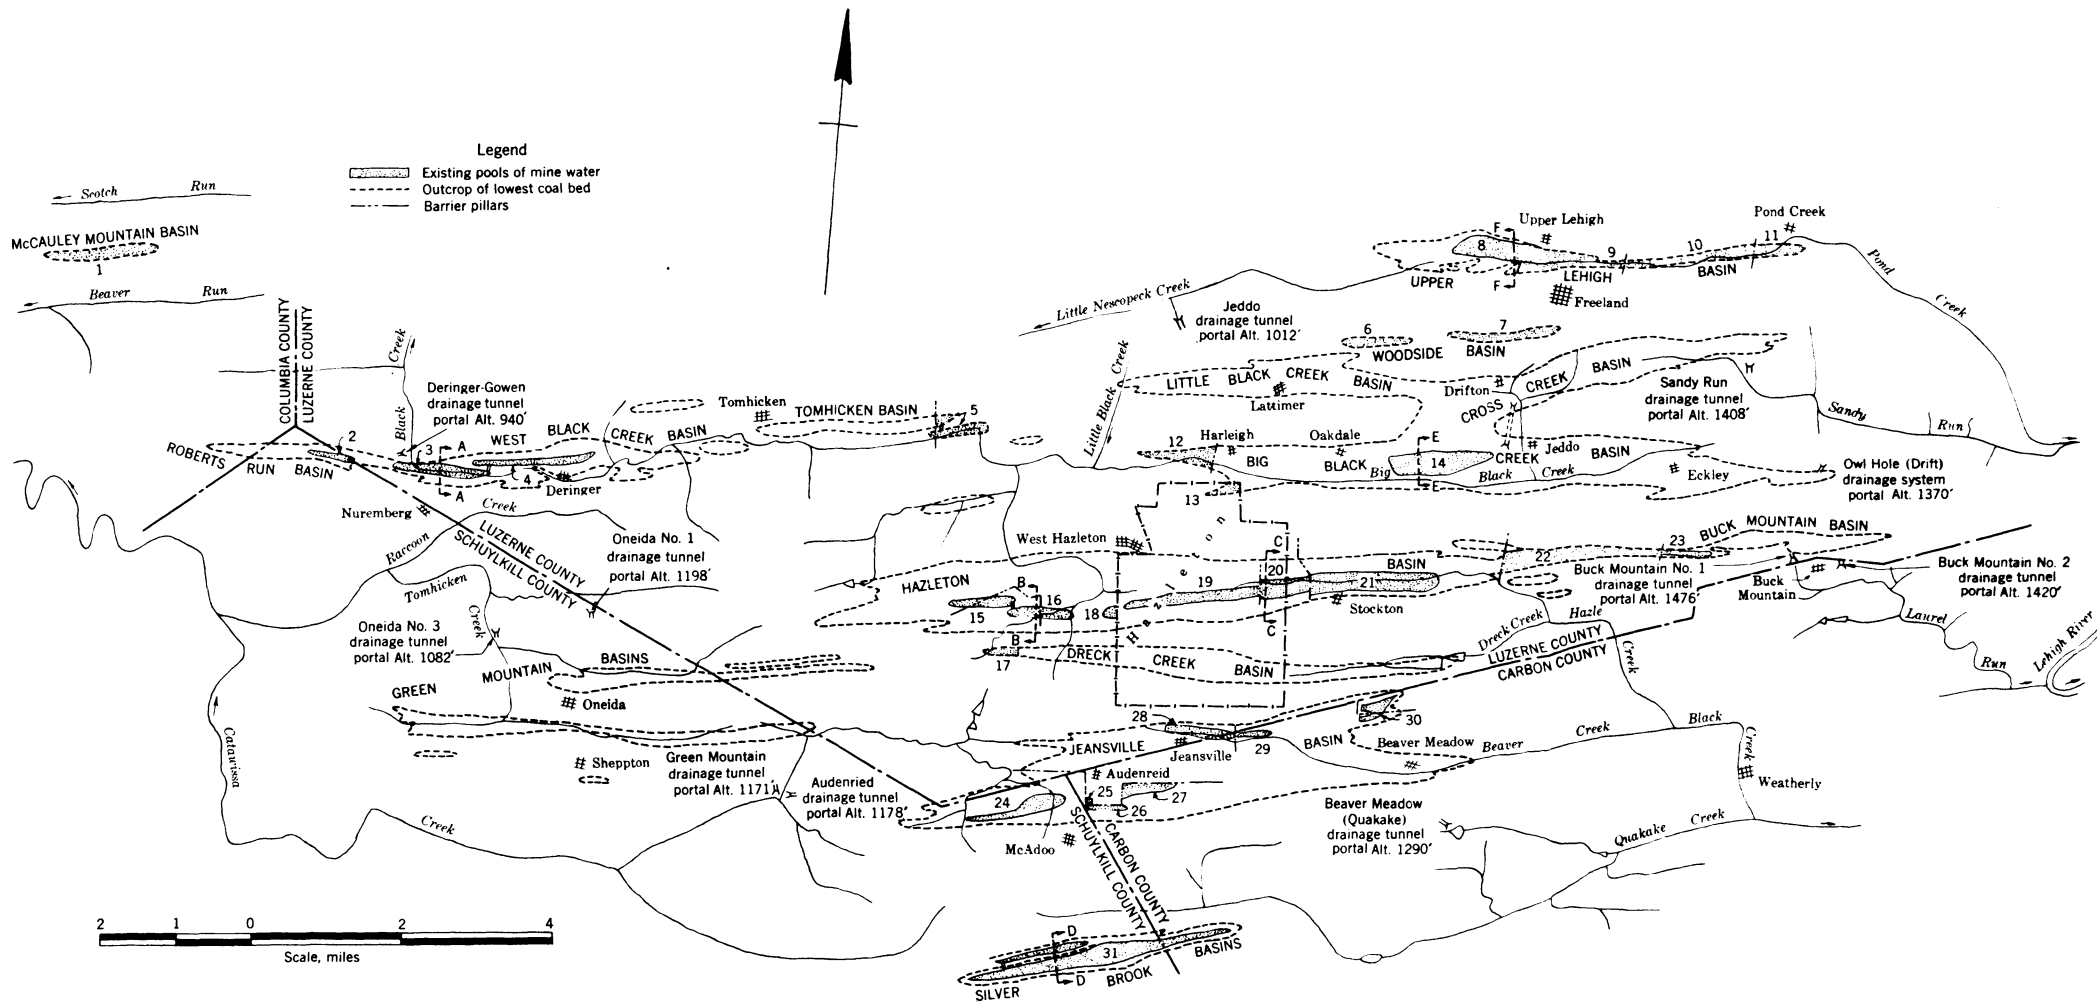 Legend
Existing pools of mine water
Outcrop of lowest coal bed
Barrier pillars
Scotch Run
McCAULEY MOUNTAIN BASIN
1
Beaver Run
COLUMBIA COUNTY
LUZERNE COUNTY
Creek
Black
Deringer-Gowen
drainage tunnel
portal Alt. 940'
ROBERTS RUN BASIN
2
3
A
A
4
WEST BLACK CREEK BASIN
Deringer
Tomhicken
TOMHICKEN BASIN
5
Nuremberg
Raccoon Creek
LUZERNE COUNTY
SCHUYLKILL COUNTY
Oneida No. 1
drainage tunnel
portal Alt. 1198'
Tomhicken
Creek
Oneida No. 3
drainage tunnel
portal Alt. 1082'
GREEN MOUNTAIN BASINS
Oneida
Sheppton
Green Mountain
drainage tunnel
portal Alt. 1171'
Audenried
drainage tunnel
portal Alt. 1178'
Catawissa
Creek
Little Nescopeck Creek
Jeddo
drainage tunnel
portal Alt. 1012'
Little Black Creek
F
F
Upper Lehigh
Pond Creek
8
9
10
11
UPPER LEHIGH BASIN
Freeland
Pond
Creek
6
7
WOODSIDE BASIN
LITTLE BLACK CREEK BASIN
Lattimer
Drifton
CROSS CREEK BASIN
Sandy Run
drainage tunnel
portal Alt. 1408'
Sandy Run
12
Harleigh
Oakdale
E
E
14
BIG BLACK CREEK BASIN
Jeddo
Big Black Creek
Eckley
Owl Hole (Drift)
drainage system
portal Alt. 1370'
13
West Hazleton
Hazleton
C
C
HAZLETON BASIN
B
B
15
16
18
19
20
21
Stockton
22
23
BUCK MOUNTAIN BASIN
Buck Mountain No. 1
drainage tunnel
portal Alt. 1476'
Buck
Mountain
Buck Mountain No. 2
drainage tunnel
portal Alt. 1420'
17
DRECK CREEK BASIN
Dreck Creek
Hazle
Creek
LUZERNE COUNTY
CARBON COUNTY
Laurel
Run
Lehigh River
28
29
30
JEANSVILLE BASIN
Jeansville
Beaver Meadow
Beaver Creek
Black
Creek
Weatherly
Audenreid
24
25
26
27
McAdoo
CARBON COUNTY
SCHUYLKILL COUNTY
Beaver Meadow
(Quakake)
drainage tunnel
portal Alt. 1290'
Quakake Creek
D
D
31
SILVER BROOK BASINS
2 1 0 2 4
Scale, miles